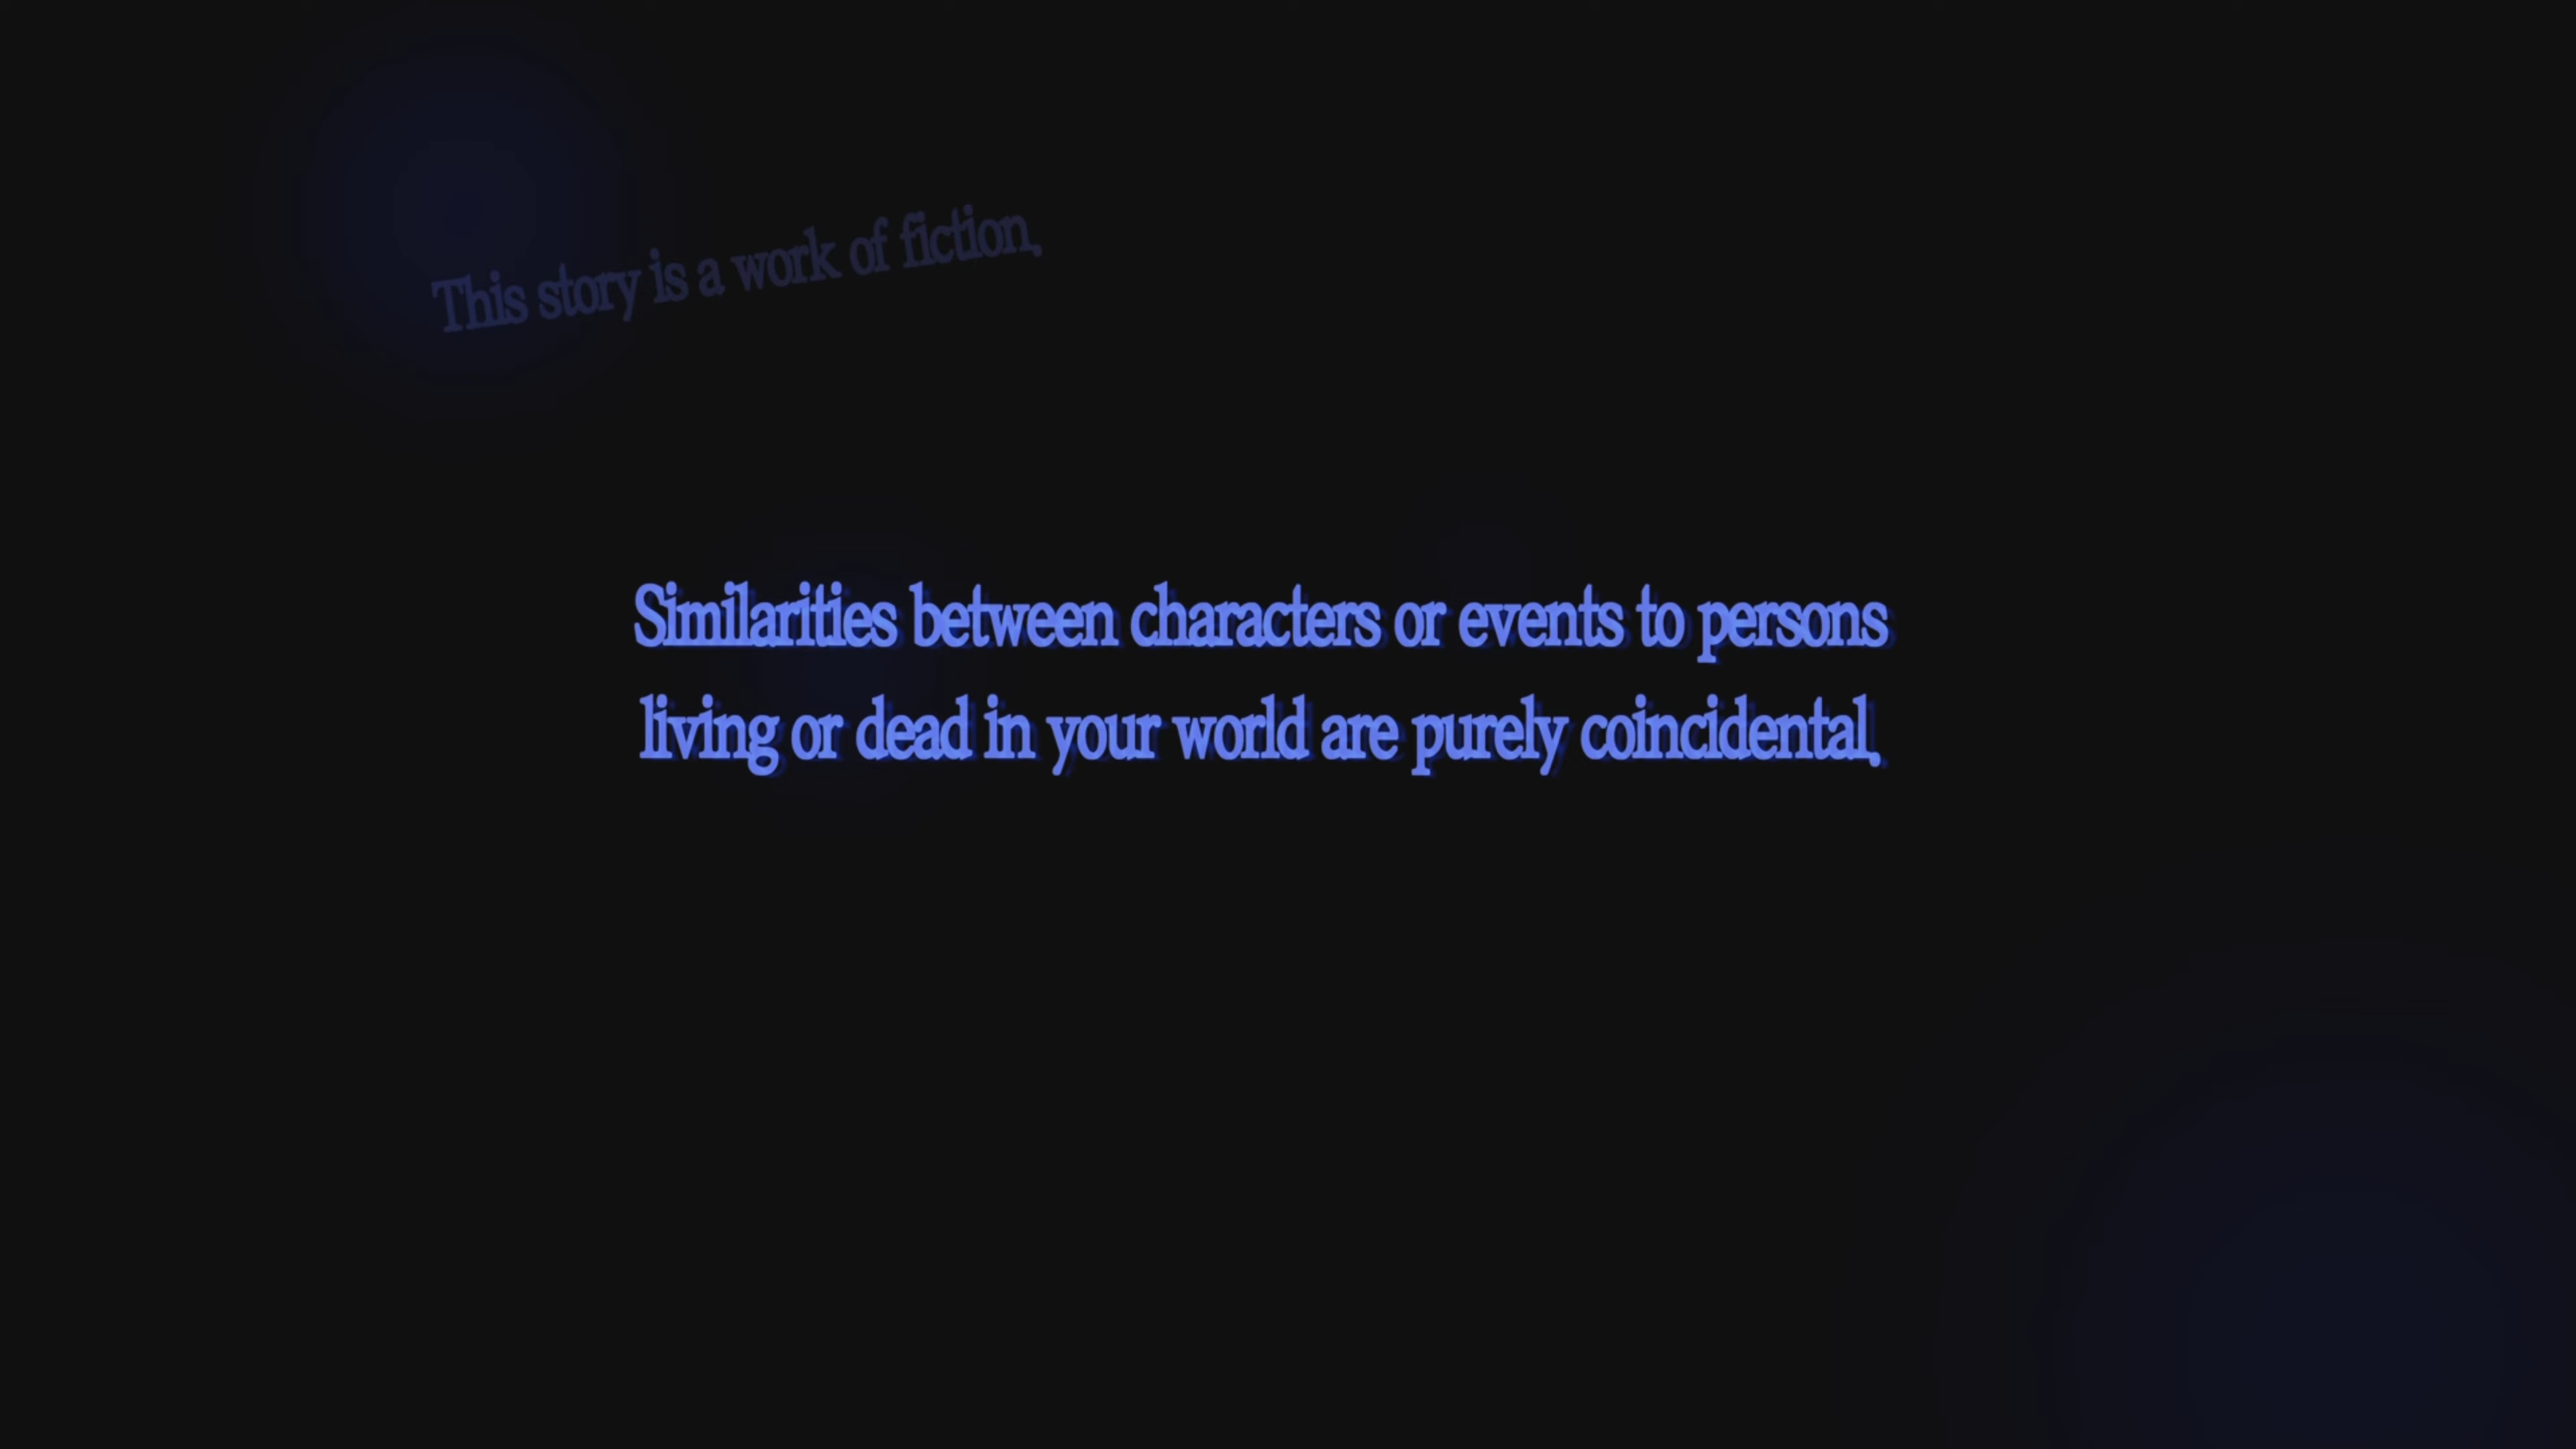 This story is a work of fiction.
Similarities between characters or events to persons
living or dead in your world are purely coincidental.